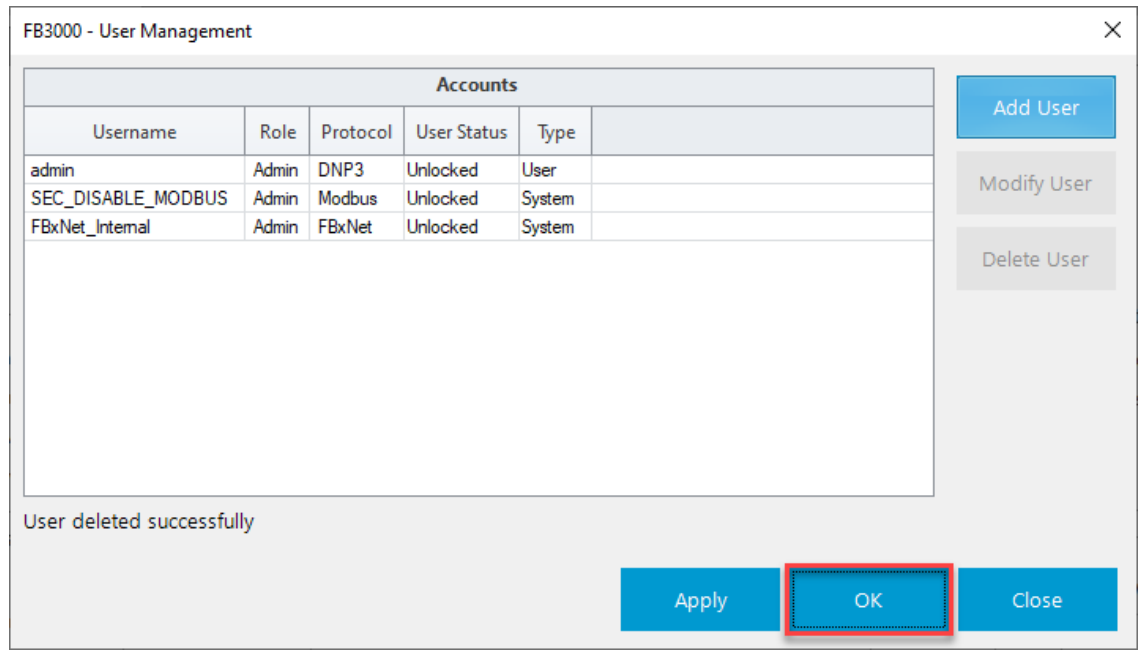 FB3000 - User Management
Accounts
Add User
Username Role Protocol User Status Type
admin Admin DNP3 Unlocked User
Modify User
SEC_DISABLE_MODBUS Admin Modbus Unlocked System
FBxNet_Internal Admin FBxNet Unlocked System
Delete User
User deleted successfully
Apply OK Close